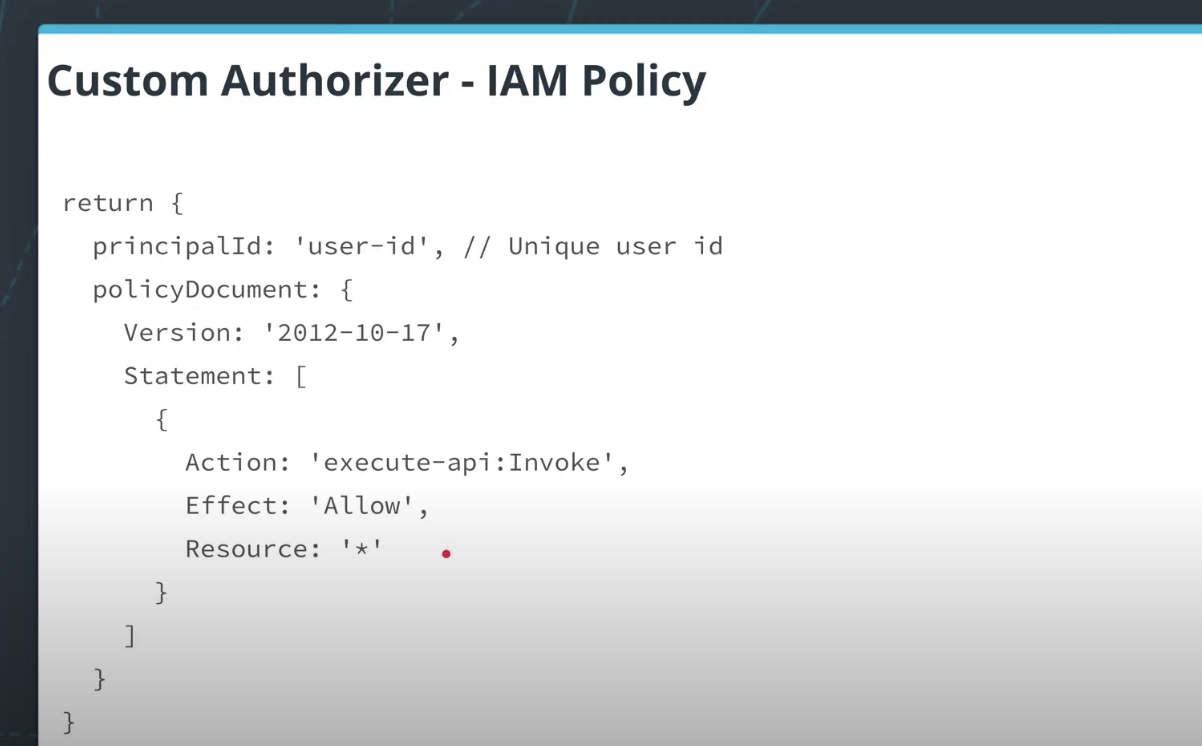 Custom Authorizer - IAM Policy
return {
principalId: 'user-id', // Unique user id
policyDocument: {
Version: '2012-10-17',
Statement: [
{
Action: 'execute-api:Invoke',
Effect: 'Allow',
Resource: '*'
}
]
}
}